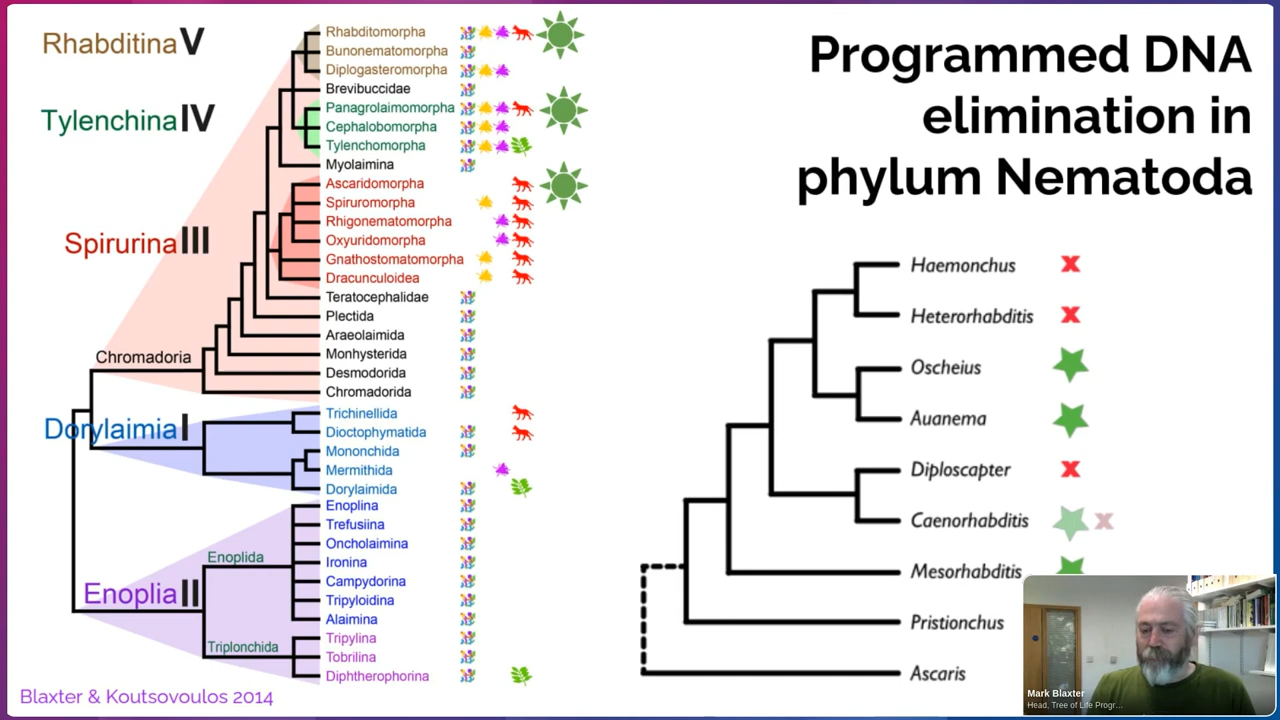 Programmed DNA
elimination in
phylum Nematoda
Rhabditina V
Tylenchina IV
Spirurina III
Chromadoria
Dorylaimia I
Enoplia II
Enoplida
Triplonchida
Rhabditomorpha
Bunonematomorpha
Diplogasteromorpha
Brevibuccidae
Panagrolaimomorpha
Cephalobomorpha
Tylenchomorpha
Myolaimina
Ascaridomorpha
Spiruromorpha
Rhigonematomorpha
Oxyuridomorpha
Gnathostomatomorpha
Dracunculoidea
Teratocephalidae
Plectida
Araeolaimida
Monhysterida
Desmodorida
Chromadorida
Trichinellida
Dioctophymatida
Mononchida
Mermithida
Dorylaimida
Enoplina
Trefusiina
Oncholaimina
Ironina
Campydorina
Tripyloidina
Alaimina
Tripylina
Tobrilina
Diphtherophorina
Blaxter & Koutsovoulos 2014
Haemonchus
Heterorhabditis
Oscheius
Auanema
Diploscapter
Caenorhabditis
Mesorhabditis
Pristionchus
Ascaris
Mark Blaxter
Head, Tree of Life Progr...